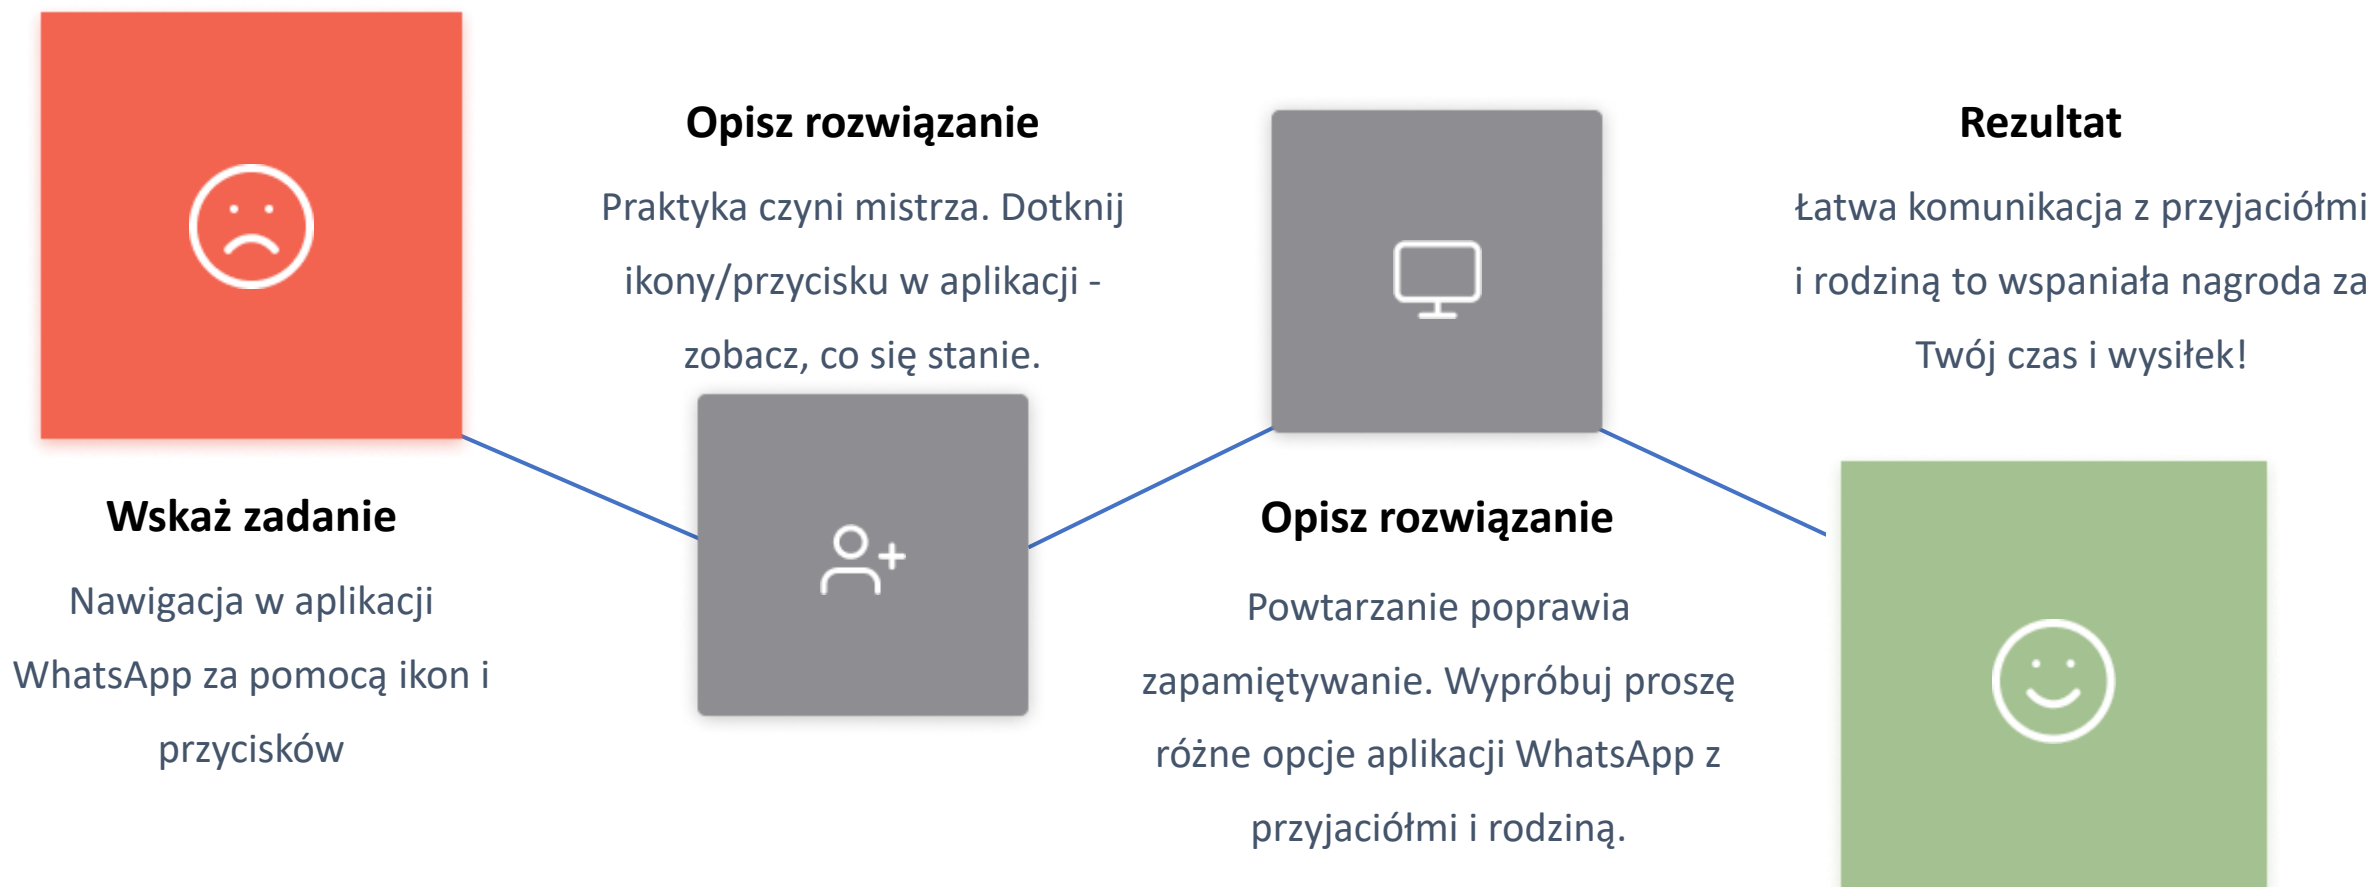 Wskaż zadanie
Nawigacja w aplikacji
WhatsApp za pomocą ikon i
przycisków
Opisz rozwiązanie
Praktyka czyni mistrza. Dotknij
ikony/przycisku w aplikacji -
zobacz, co się stanie.
Opisz rozwiązanie
Powtarzanie poprawia
zapamiętywanie. Wypróbuj proszę
różne opcje aplikacji WhatsApp z
przyjaciółmi i rodziną.
Rezultat
Łatwa komunikacja z przyjaciółmi
i rodziną to wspaniała nagroda za
Twój czas i wysiłek!